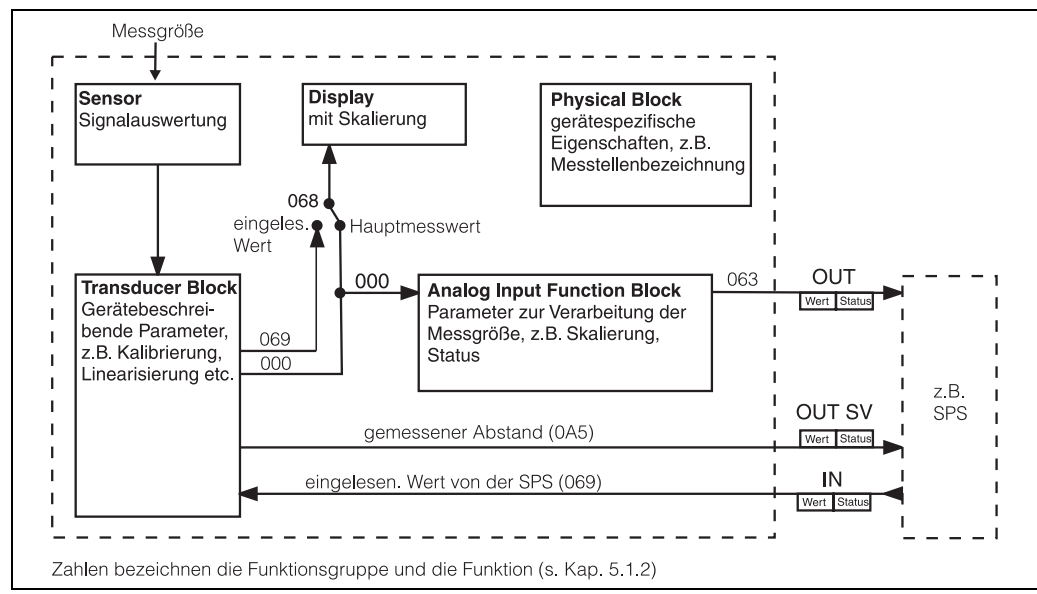 Messgröße
Sensor
Signalauswertung
Display
mit Skalierung
Physical Block
gerätespezifische
Eigenschaften, z.B.
Messstellenbezeichnung
068
eingeles.
Wert
Hauptmesswert
Transducer Block
Gerätebeschrei-
bende Parameter,
z.B. Kalibrierung,
Linearisierung etc.
069
000
000
Analog Input Function Block
Parameter zur Verarbeitung der
Messgröße, z.B. Skalierung,
Status
063
OUT
Wert Status
z.B.
SPS
gemessener Abstand (0A5)
OUT SV
Wert Status
eingelesen. Wert von der SPS (069)
IN
Wert Status
Zahlen bezeichnen die Funktionsgruppe und die Funktion (s. Kap. 5.1.2)